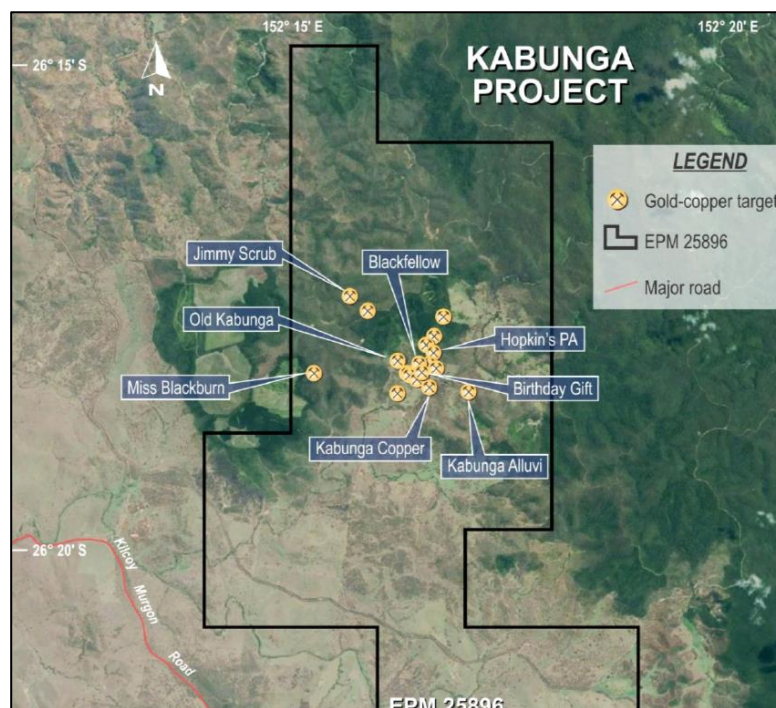 152° 15' E
152° 20' E
26° 15' S
N
KABUNGA
PROJECT
LEGEND
Gold-copper target
EPM 25896
Major road
Jimmy Scrub
Blackfellow
Old Kabunga
Hopkin's PA
Miss Blackburn
Birthday Gift
Kabunga Copper
Kabunga Alluvi
26° 20' S
Kilcoy
Murgon
Road
EPM 25896